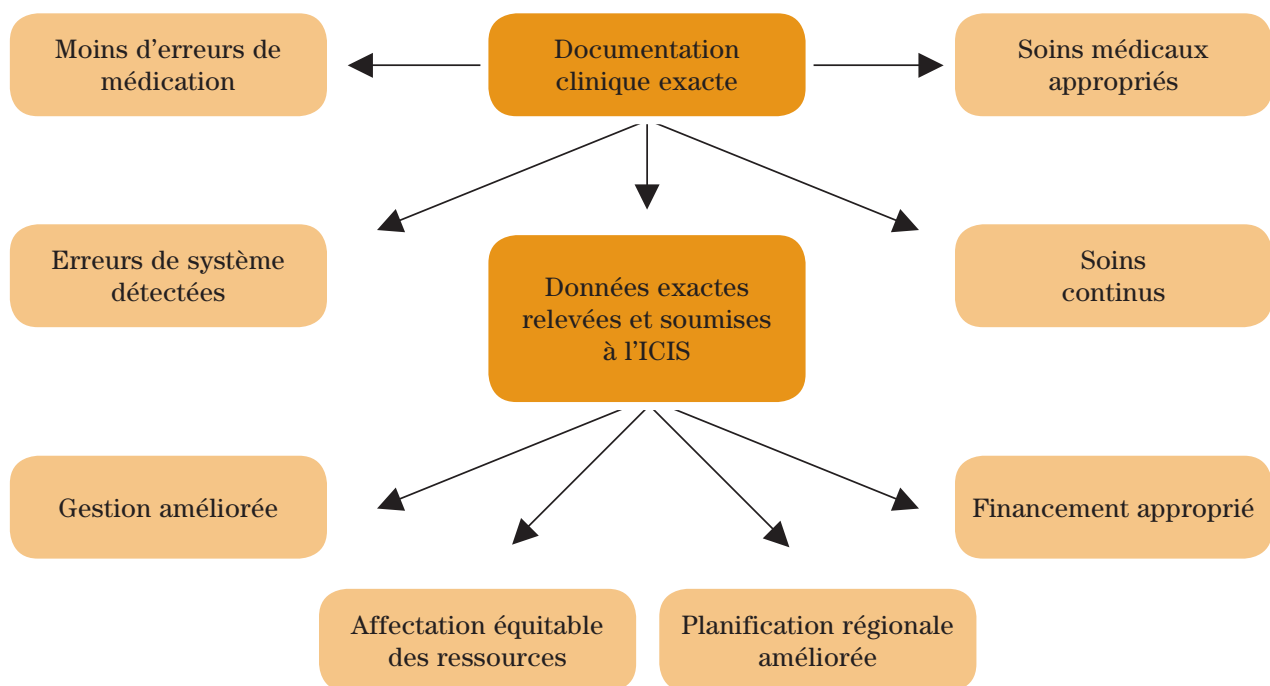 Moins d’erreurs de
médication
Documentation
clinique exacte
Soins médicaux
appropriés
Erreurs de système
détectées
Données exactes
relevées et soumises
à l’ICIS
Soins
continus
Gestion améliorée
Financement approprié
Affectation équitable
des ressources
Planification régionale
améliorée